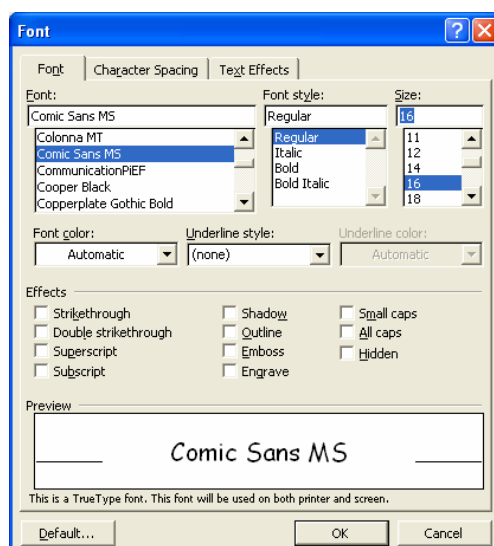 Font
Font Character Spacing Text Effects
Font: Font style: Size:
Comic Sans MS Regular 16
Colonna MT Regular 11
Comic Sans MS Italic 12
CommunicationPiEF Bold 14
Cooper Black Bold Italic 16
Copperplate Gothic Bold 18
Font color: Underline style: Underline color:
Automatic (none) Automatic
Effects
Strikethrough Shadow Small caps
Double strikethrough Outline All caps
Superscript Emboss Hidden
Subscript Engrave
Preview
Comic Sans MS
This is a TrueType font. This font will be used on both printer and screen.
Default... OK Cancel